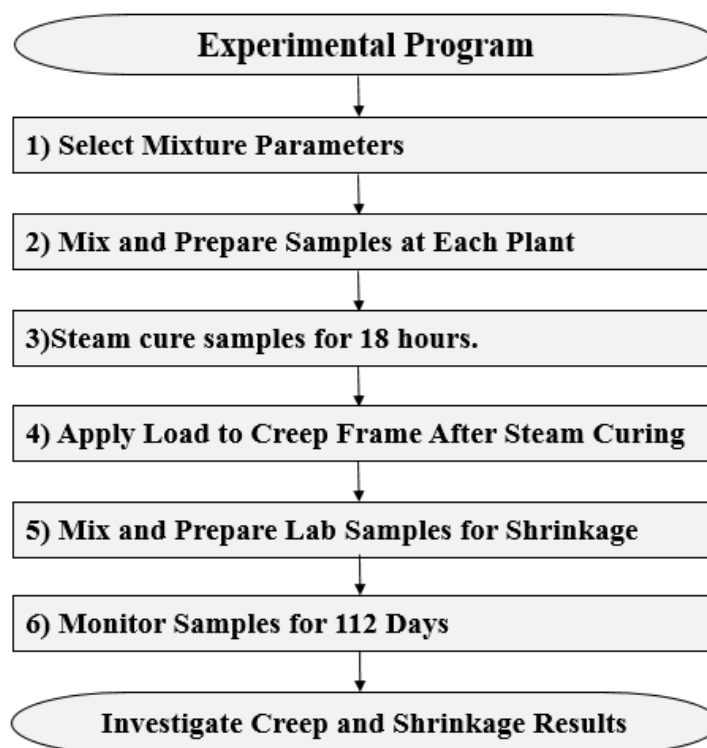 Experimental Program
1) Select Mixture Parameters
2) Mix and Prepare Samples at Each Plant
3)Steam cure samples for 18 hours.
4) Apply Load to Creep Frame After Steam Curing
5) Mix and Prepare Lab Samples for Shrinkage
6) Monitor Samples for 112 Days
Investigate Creep and Shrinkage Results